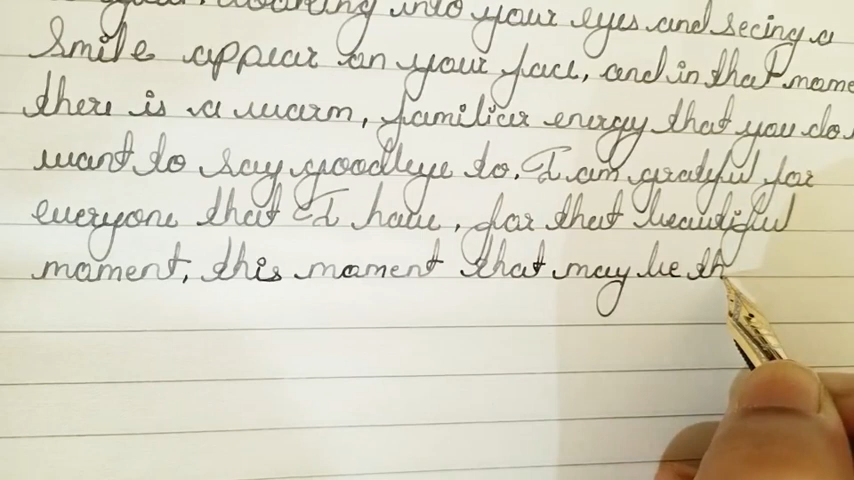 into your eyes and seeing a
smile appear on your face, and in that mome
there is a warm, familiar energy that you do
want to say goodbye to. I am grateful for
everyone that I have, for that beautiful
moment, this moment that may be th